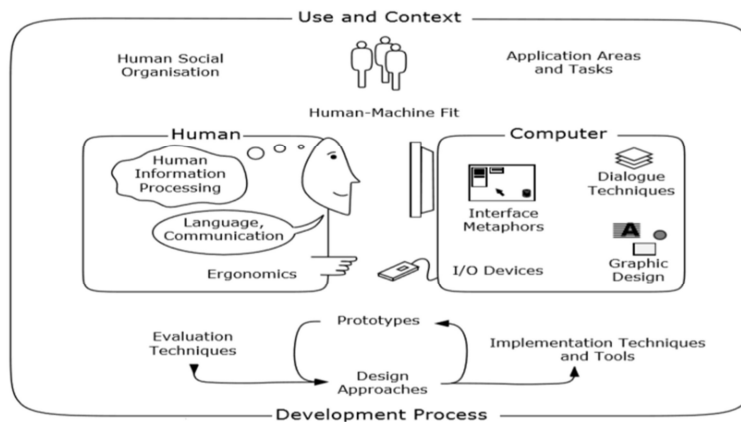 Use and Context
Human Social
Organisation
Application Areas
and Tasks
Human-Machine Fit
Human
Computer
Human
Information
Processing
Language,
Communication
Ergonomics
Interface
Metaphors
Dialogue
Techniques
A
I/O Devices
Graphic
Design
Evaluation
Techniques
Prototypes
Design
Approaches
Implementation Techniques
and Tools
Development Process